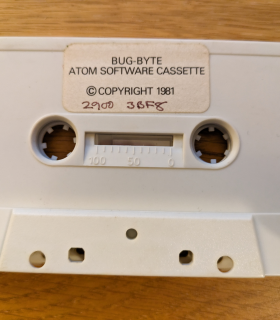 BUG-BYTE
ATOM SOFTWARE CASSETTE
© COPYRIGHT 1981
2900 3BF8
100 50 0